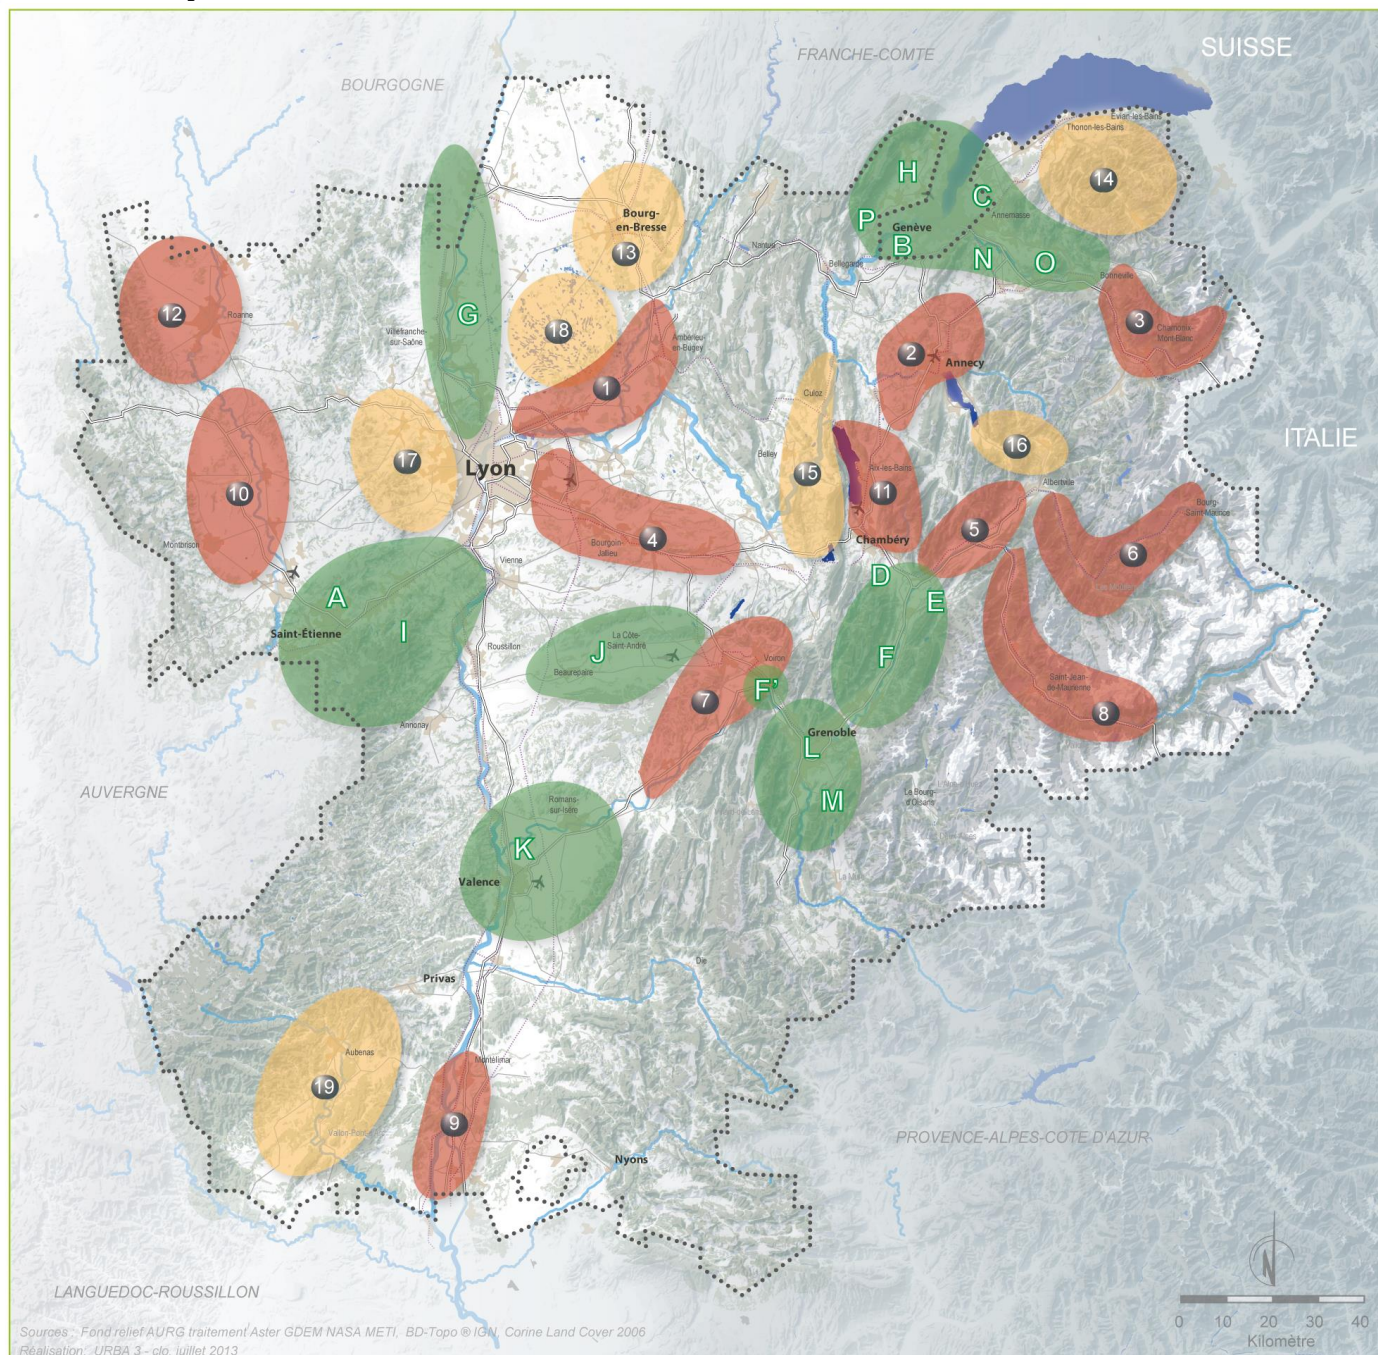 SUISSE
FRANCHE-COMTE
BOURGOGNE
Evian-les-Bains
Thonon-les-Bains
14
H
C
Bourg-
en-Bresse
P
Annemasse
Genève
B
13
Nantua
N
O
Bellegarde
Bonneville
G
12
Roanne
Villefranche-
sur-Saône
18
Ambérieu-
en-Bugey
3
Chamonix-
Mont-Blanc
2
Annecy
1
Culoz
ITALIE
16
17
Lyon
Belley
15
Aix-les-Bains
11
Albertville
10
Bourg-
Saint-Maurice
Montbrison
Bourgoin-
Jallieu
4
Chambéry
5
6
Vienne
D
A
E
Saint-Étienne
I
La Côte-
Saint-André
Roussillon
J
Voiron
F
Beaurepaire
Saint-Jean-
de-Maurienne
F'
7
8
Annonay
Grenoble
L
AUVERGNE
Romans-
sur-Isère
M
Le Bourg-
d'Oisans
K
Valence
La Mure
Privas
Die
Aubenas
Montélimar
19
9
PROVENCE-ALPES-COTE D'AZUR
Nyons
N
LANGUEDOC-ROUSSILLON
0 10 20 30 40
Kilomètre
Sources : Fond relief AURG traitement Aster GDEM NASA METI, BD-Topo ® IGN, Corine Land Cover 2006
Réalisation: URBA 3 - clp, juillet 2013